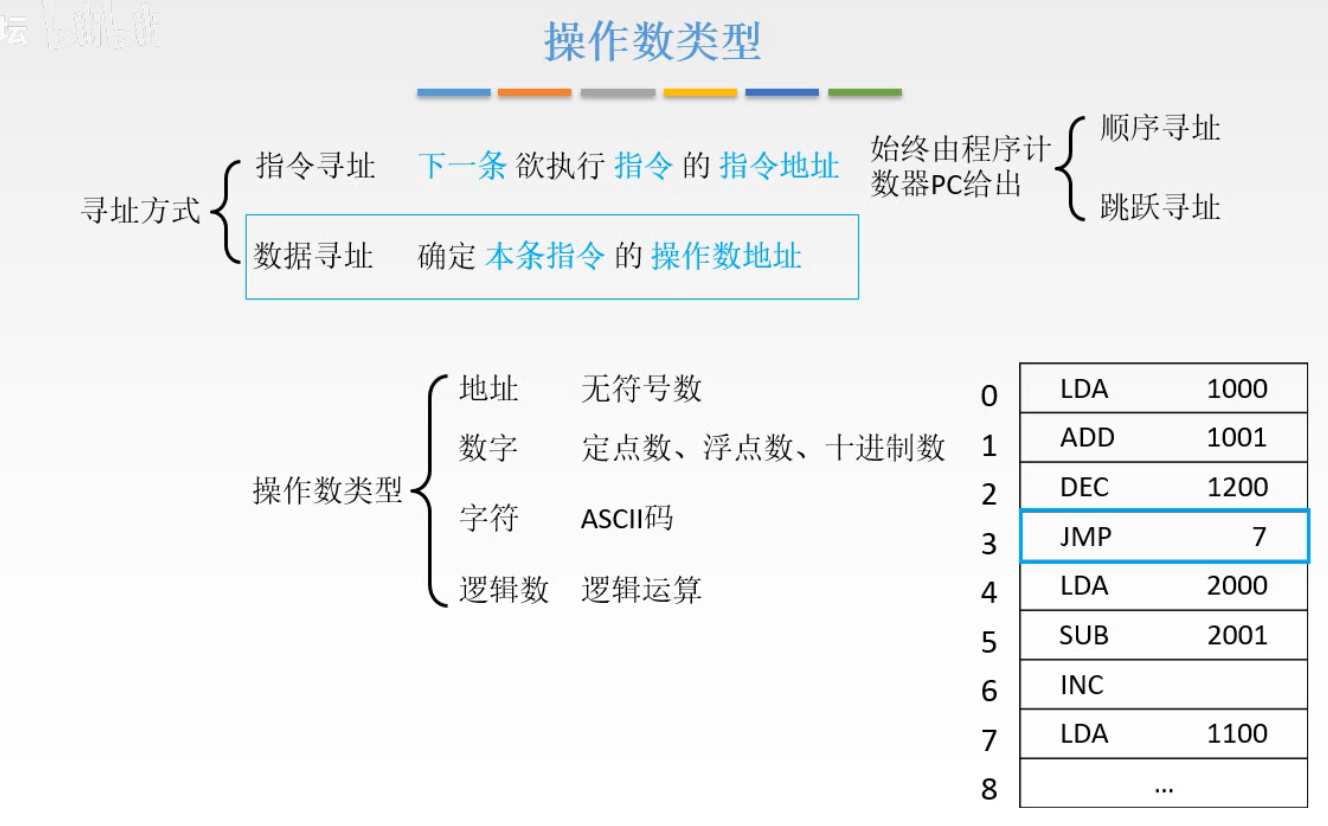 坛 bilibili
操作数类型
寻址方式
指令寻址 下一条 欲执行 指令 的 指令地址
始终由程序计
数器PC给出
顺序寻址
跳跃寻址
数据寻址 确定 本条指令 的 操作数地址
操作数类型
地址 无符号数
数字 定点数、浮点数、十进制数
字符 ASCII码
逻辑数 逻辑运算
0 LDA 1000
1 ADD 1001
2 DEC 1200
3 JMP 7
4 LDA 2000
5 SUB 2001
6 INC
7 LDA 1100
8 ...